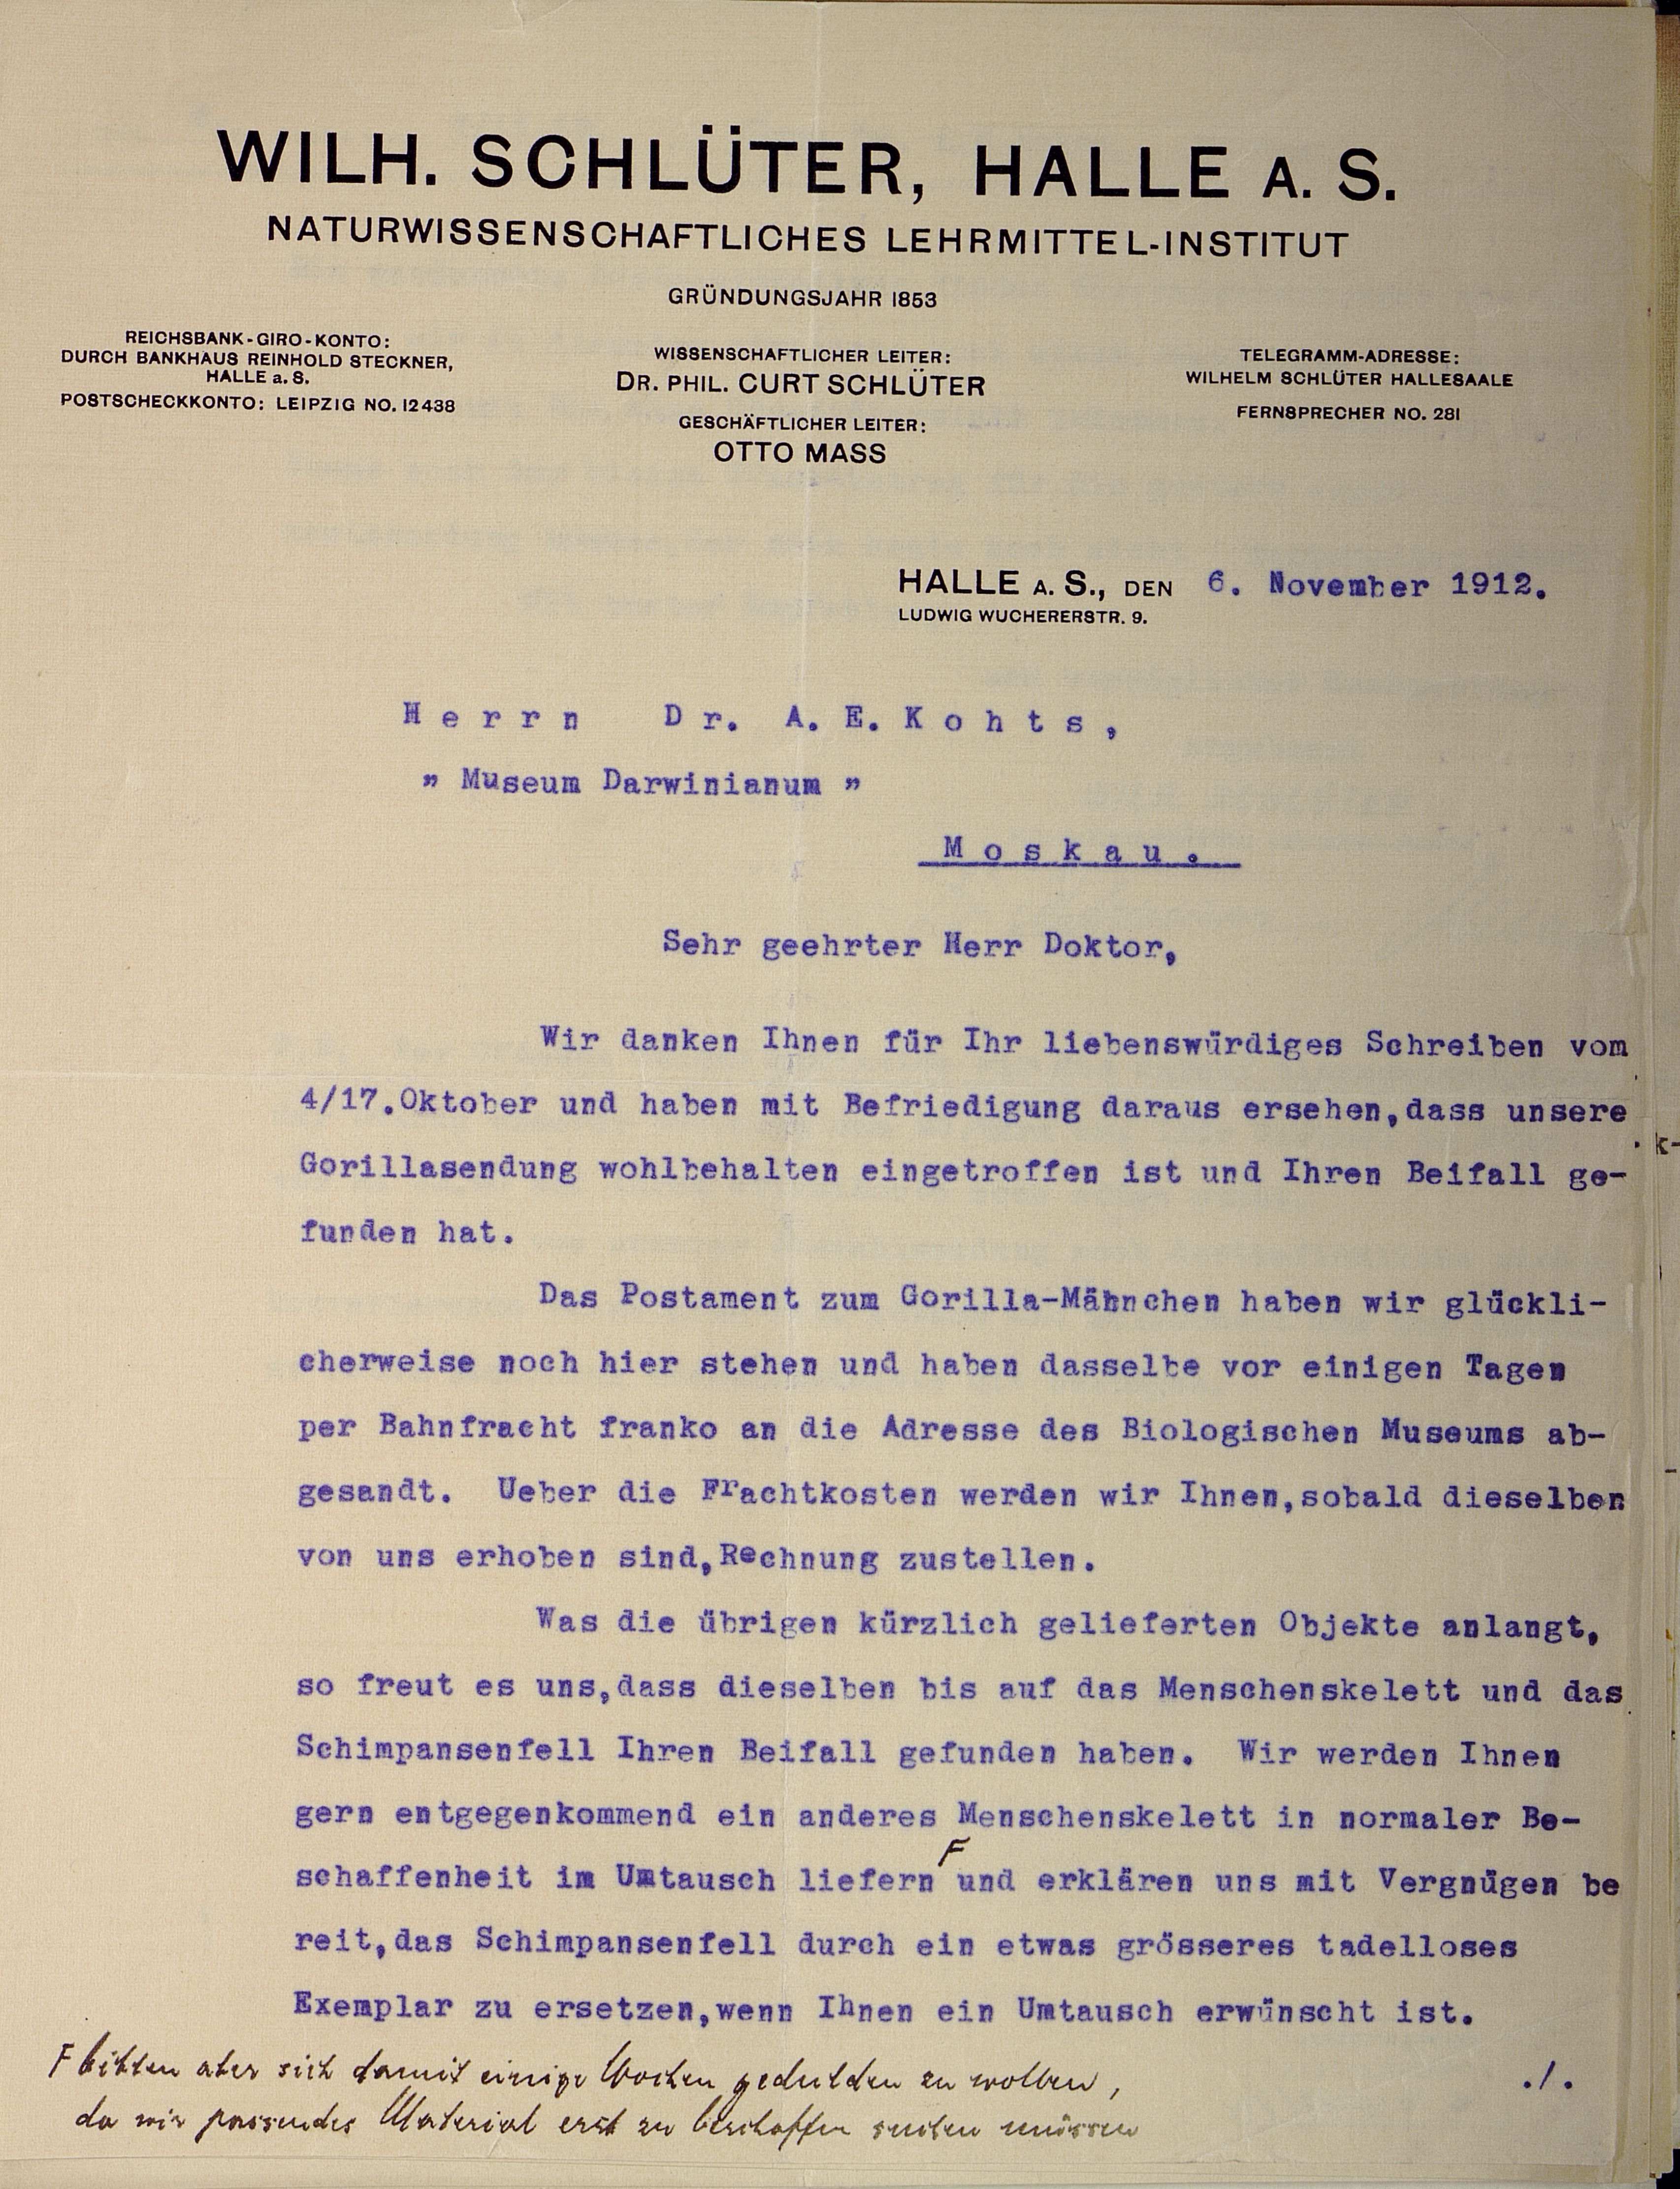 WILH. SCHLÜTER, HALLE A. S.
NATURWISSENSCHAFTLICHES LEHRMITTEL-INSTITUT
GRÜNDUNGSJAHR 1853
REICHSBANK-GIRO-KONTO:
DURCH BANKHAUS REINHOLD STECKNER,
HALLE a. S.
POSTSCHECKKONTO: LEIPZIG NO. 12438
WISSENSCHAFTLICHER LEITER:
DR. PHIL. CURT SCHLÜTER
GESCHÄFTLICHER LEITER:
OTTO MASS
TELEGRAMM-ADRESSE:
WILHELM SCHLÜTER HALLESAALE
FERNSPRECHER NO. 281
HALLE A. S., DEN 6. November 1912.
LUDWIG WUCHERERSTR. 9.
Herrn Dr. A. E. Kohts,
„ Museum Darwinianum „
Moskau.
Sehr geehrter Herr Doktor,
Wir danken Ihnen für Ihr liebenswürdiges Schreiben vom
4/17.Oktober und haben mit Befriedigung daraus ersehen,dass unsere
Gorillasendung wohlbehalten eingetroffen ist und Ihren Beifall ge-
funden hat.
Das Postament zum Gorilla-Mähnchen haben wir glückli-
cherweise noch hier stehen und haben dasselbe vor einigen Tagen
per Bahnfracht franko an die Adresse des Biologischen Museums ab-
gesandt. Ueber die Frachtkosten werden wir Ihnen,sobald dieselben
von uns erhoben sind,Rechnung zustellen.
Was die übrigen kürzlich gelieferten Objekte anlangt,
so freut es uns,dass dieselben bis auf das Menschenskelett und das
Schimpansenfell Ihren Beifall gefunden haben. Wir werden Ihnen
gern entgegenkommend ein anderes Menschenskelett in normaler Be-
schaffenheit im Umtausch liefern F und erklären uns mit Vergnügen be
reit,das Schimpansenfell durch ein etwas grösseres tadelloses
Exemplar zu ersetzen,wenn Ihnen ein Umtausch erwünscht ist.
F bitten aber sich damit einige Wochen gedulden zu wollen,
da wir passendes Material erst zu beschaffen suchen müssen
./.